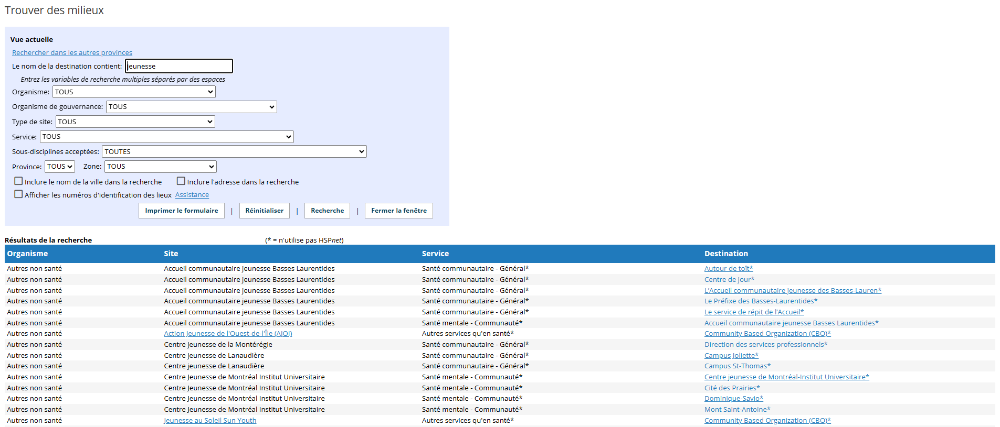 Trouver des milieux
Vue actuelle
Rechercher dans les autres provinces
Le nom de la destination contient: jeunesse
Entrez les variables de recherche multiples séparés par des espaces
Organisme: TOUS
Organisme de gouvernance: TOUS
Type de site: TOUS
Service: TOUS
Sous-disciplines acceptées: TOUTES
Province: TOUS Zone: TOUS
Inclure le nom de la ville dans la recherche Inclure l'adresse dans la recherche
Afficher les numéros d'identification des lieux Assistance
Imprimer le formulaire | Réinitialiser | Recherche | Fermer la fenêtre
Résultats de la recherche (* = n'utilise pas HSPnet)
Organisme Site Service Destination
Autres non santé Accueil communautaire jeunesse Basses Laurentides Santé communautaire - Général* Autour de toît*
Autres non santé Accueil communautaire jeunesse Basses Laurentides Santé communautaire - Général* Centre de jour*
Autres non santé Accueil communautaire jeunesse Basses Laurentides Santé communautaire - Général* L’Accueil communautaire jeunesse des Basses-Lauren*
Autres non santé Accueil communautaire jeunesse Basses Laurentides Santé communautaire - Général* Le Préfixe des Basses-Laurentides*
Autres non santé Accueil communautaire jeunesse Basses Laurentides Santé communautaire - Général* Le service de répit de l’Accueil*
Autres non santé Accueil communautaire jeunesse Basses Laurentides Santé mentale - Communauté* Accueil communautaire jeunesse Basses Laurentides*
Autres non santé Action Jeunesse de l'Ouest-de-l'Île (AJOI) Autres services qu'en santé* Community Based Organization (CBO)*
Autres non santé Centre jeunesse de la Montérégie Santé communautaire - Général* Direction des services professionnels*
Autres non santé Centre jeunesse de Lanaudière Santé communautaire - Général* Campus Joliette*
Autres non santé Centre jeunesse de Lanaudière Santé communautaire - Général* Campus St-Thomas*
Autres non santé Centre Jeunesse de Montréal Institut Universitaire Santé mentale - Communauté* Centre jeunesse de Montréal-Institut Universitaire*
Autres non santé Centre Jeunesse de Montréal Institut Universitaire Santé mentale - Communauté* Cité des Prairies*
Autres non santé Centre Jeunesse de Montréal Institut Universitaire Santé mentale - Communauté* Dominique-Savio*
Autres non santé Centre Jeunesse de Montréal Institut Universitaire Santé mentale - Communauté* Mont Saint-Antoine*
Autres non santé Jeunesse au Soleil Sun Youth Autres services qu'en santé* Community Based Organization (CBO)*